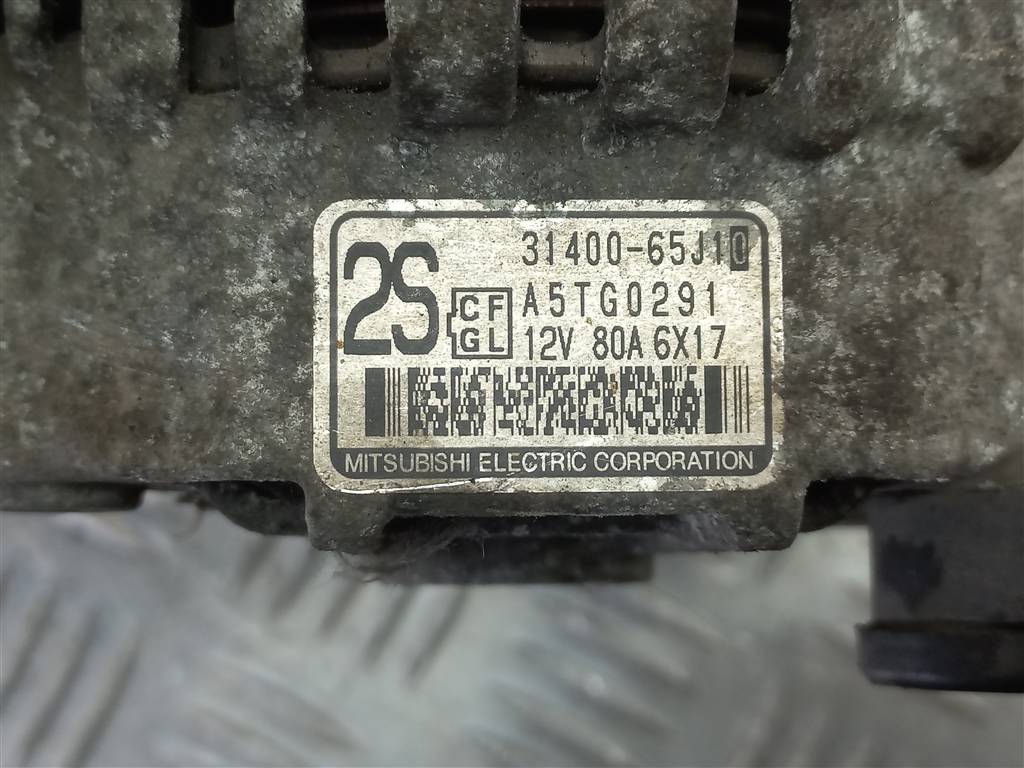 2S
31400-65J10
CF
GL
A5TG0291
12V 80A 6X17
MITSUBISHI ELECTRIC CORPORATION